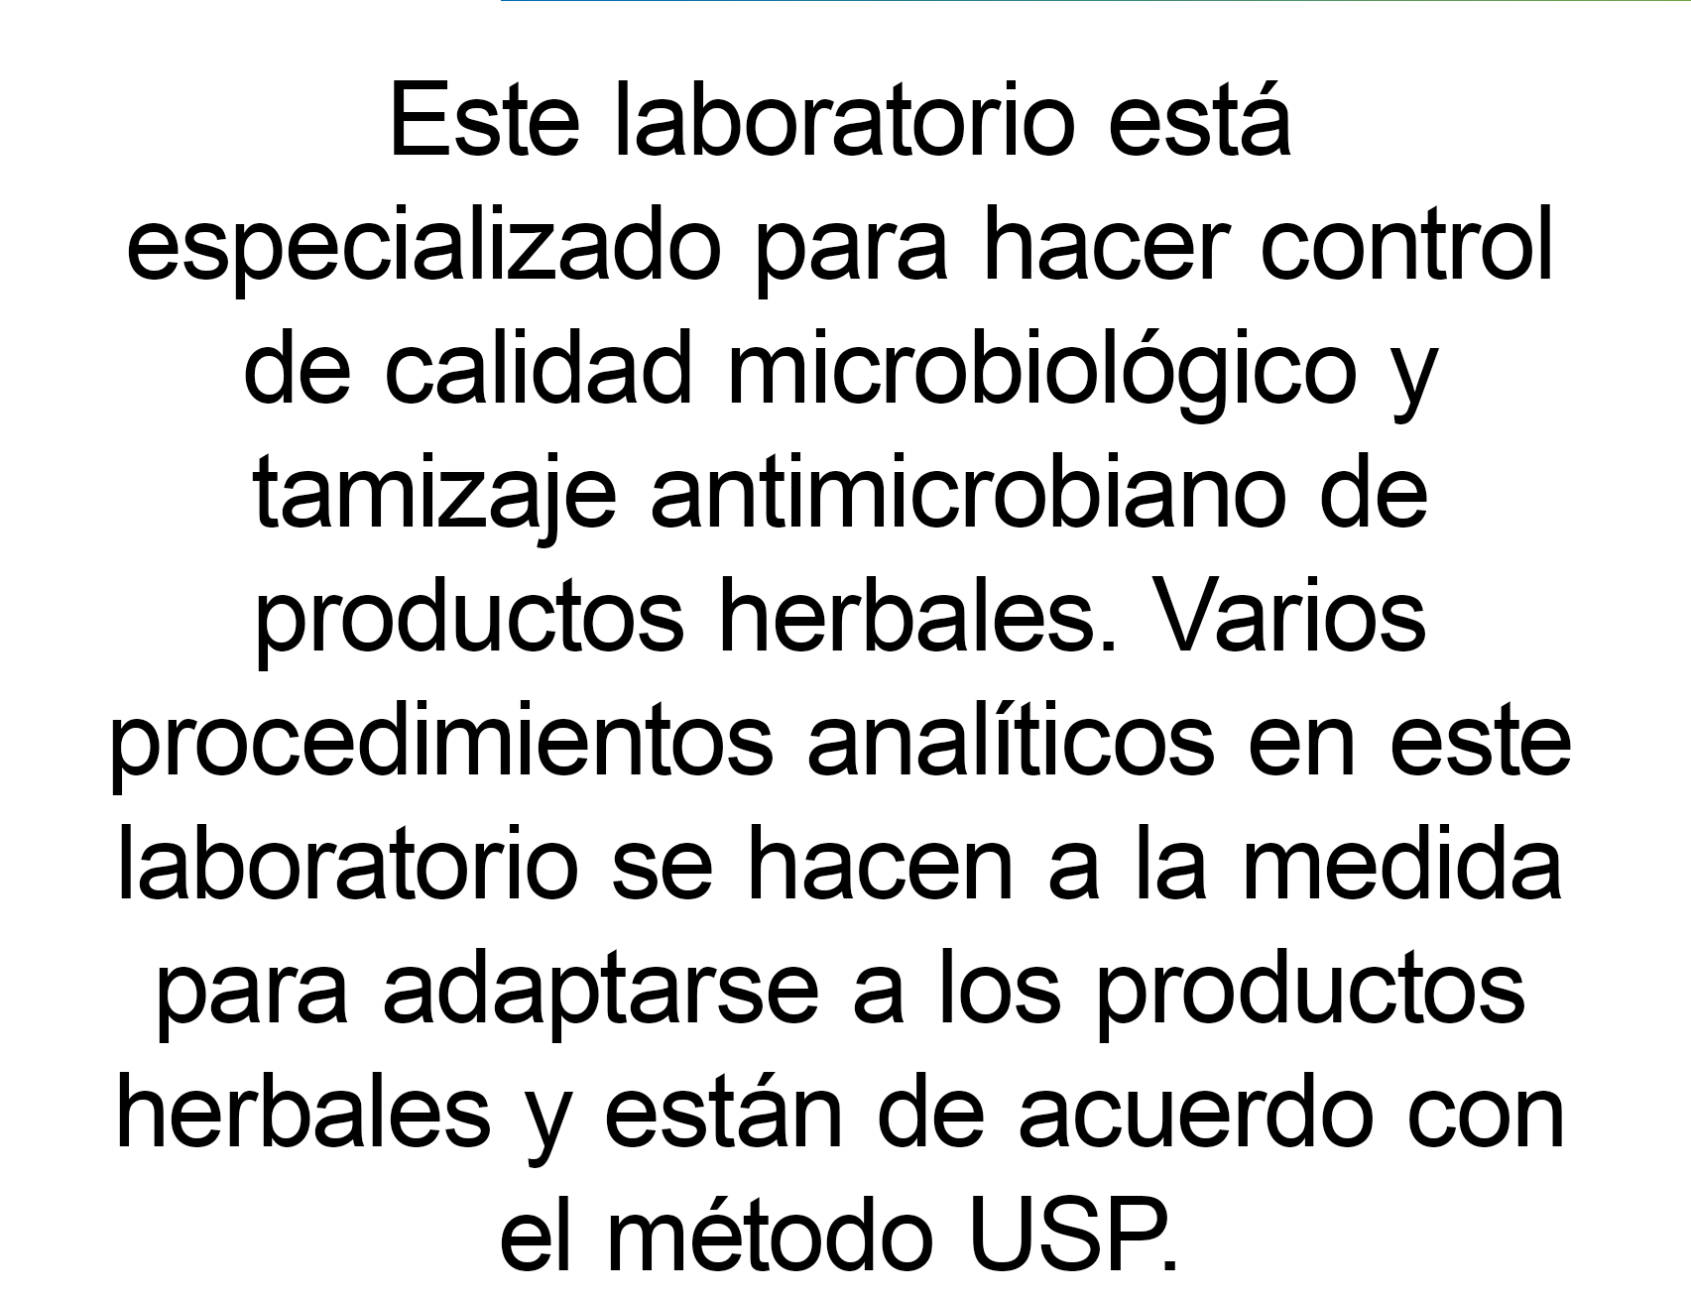 Este laboratorio está
especializado para hacer control
de calidad microbiológico y
tamizaje antimicrobiano de
productos herbales. Varios
procedimientos analíticos en este
laboratorio se hacen a la medida
para adaptarse a los productos
herbales y están de acuerdo con
el método USP.